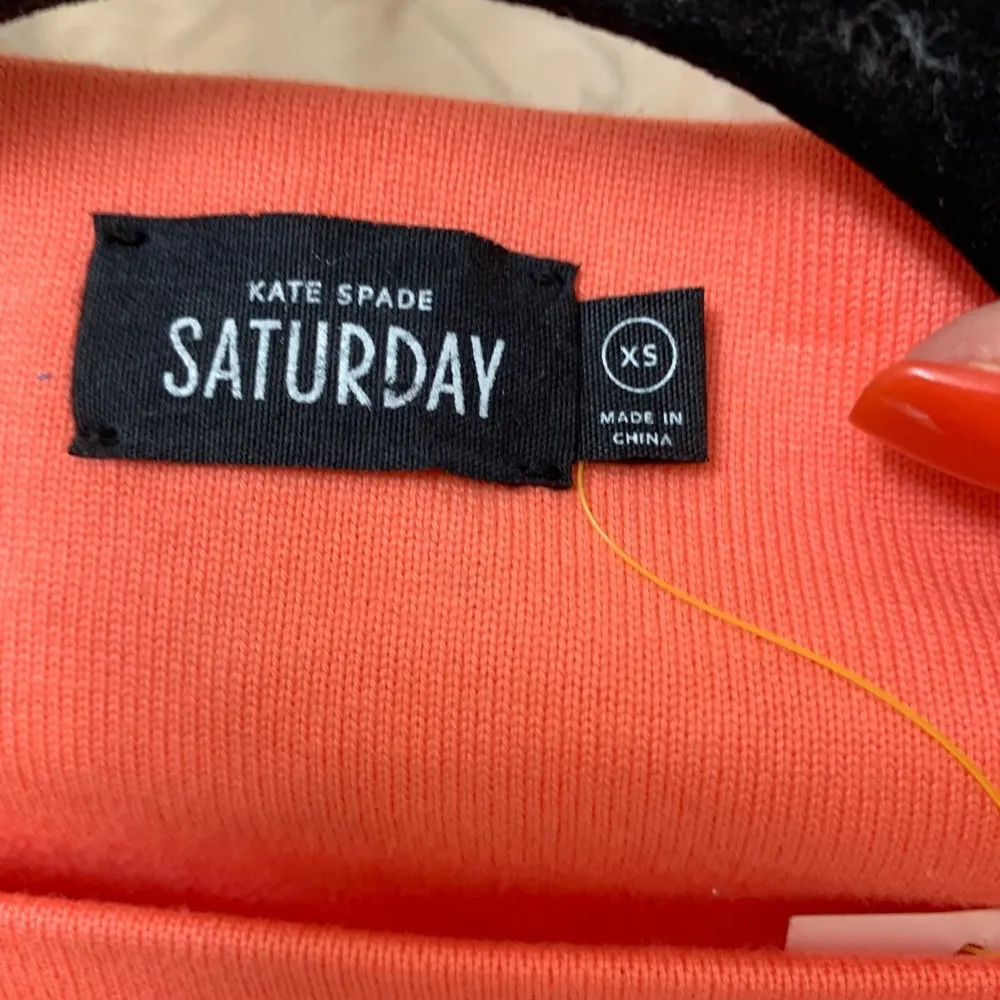 KATE SPADE
SATURDAY
XS
MADE IN
CHINA